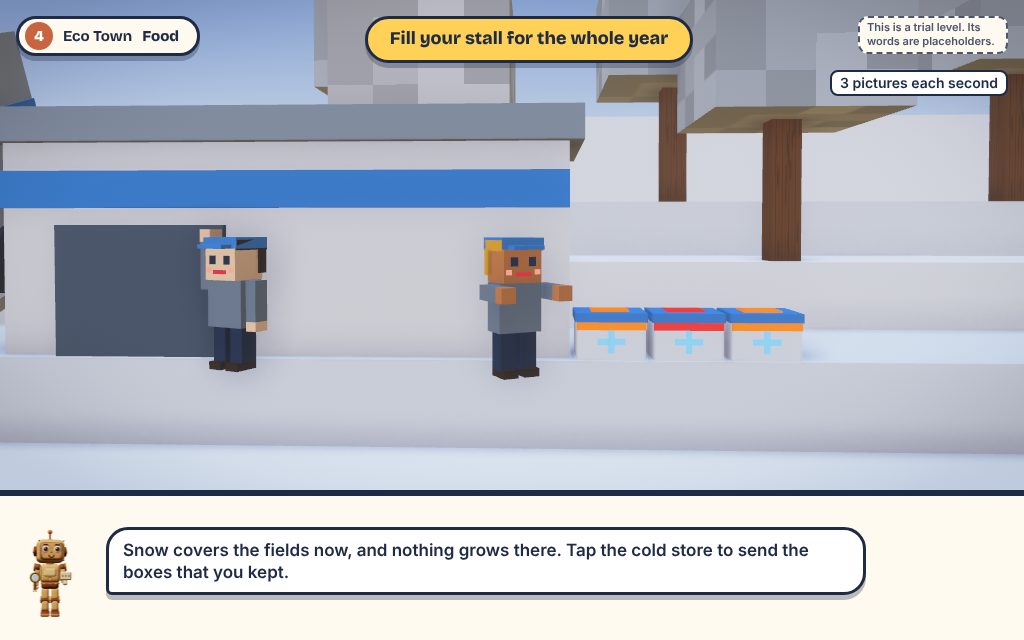 4 Eco Town Food
Fill your stall for the whole year
This is a trial level. Its
words are placeholders.
3 pictures each second
Snow covers the fields now, and nothing grows there. Tap the cold store to send the
boxes that you kept.